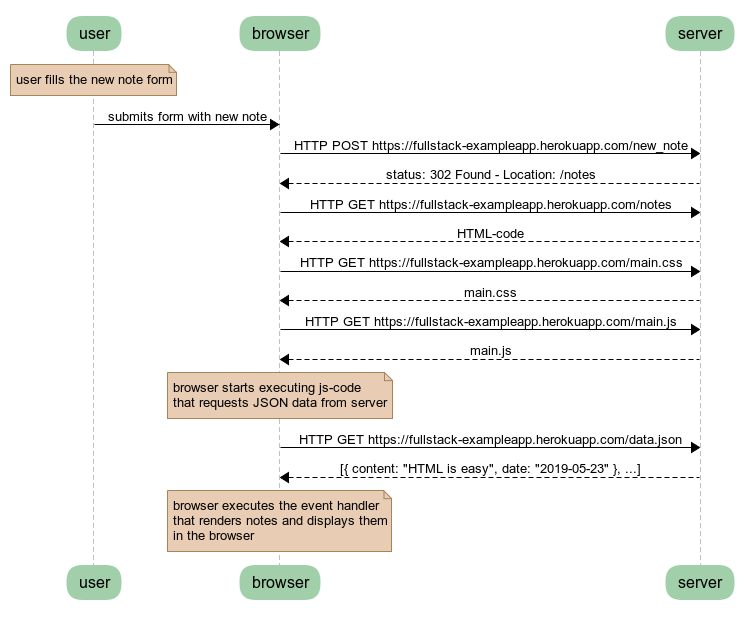 user
browser
server
user fills the new note form
submits form with new note
HTTP POST https://fullstack-exampleapp.herokuapp.com/new_note
status: 302 Found - Location: /notes
HTTP GET https://fullstack-exampleapp.herokuapp.com/notes
HTML-code
HTTP GET https://fullstack-exampleapp.herokuapp.com/main.css
main.css
HTTP GET https://fullstack-exampleapp.herokuapp.com/main.js
main.js
browser starts executing js-code
that requests JSON data from server
HTTP GET https://fullstack-exampleapp.herokuapp.com/data.json
[{ content: "HTML is easy", date: "2019-05-23" }, ...]
browser executes the event handler
that renders notes and displays them
in the browser
user
browser
server